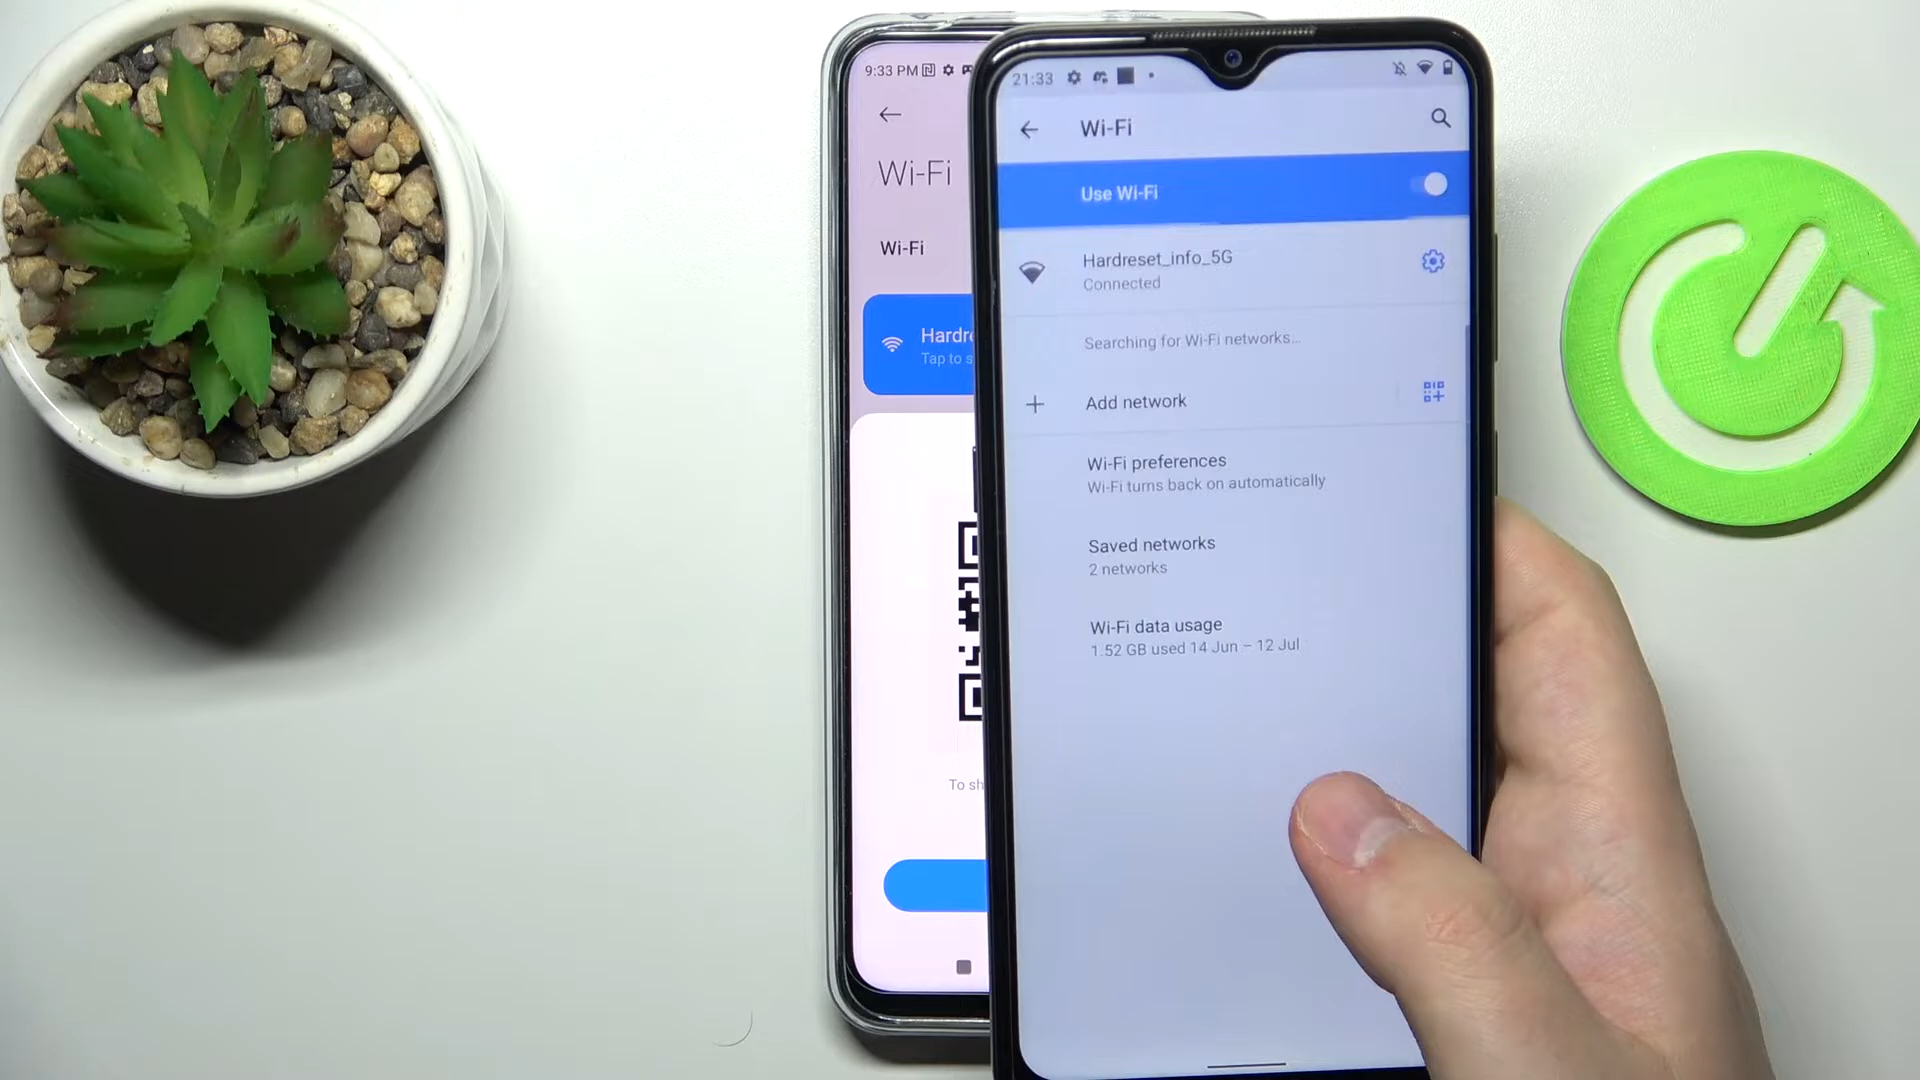 9:33 PM
Wi-Fi
Wi-Fi
Hardre
Tap to s
To sh
21:33
Wi-Fi
Use Wi-Fi
Hardreset_info_5G
Connected
Searching for Wi-Fi networks...
Add network
Wi-Fi preferences
Wi-Fi turns back on automatically
Saved networks
2 networks
Wi-Fi data usage
1.52 GB used 14 Jun – 12 Jul